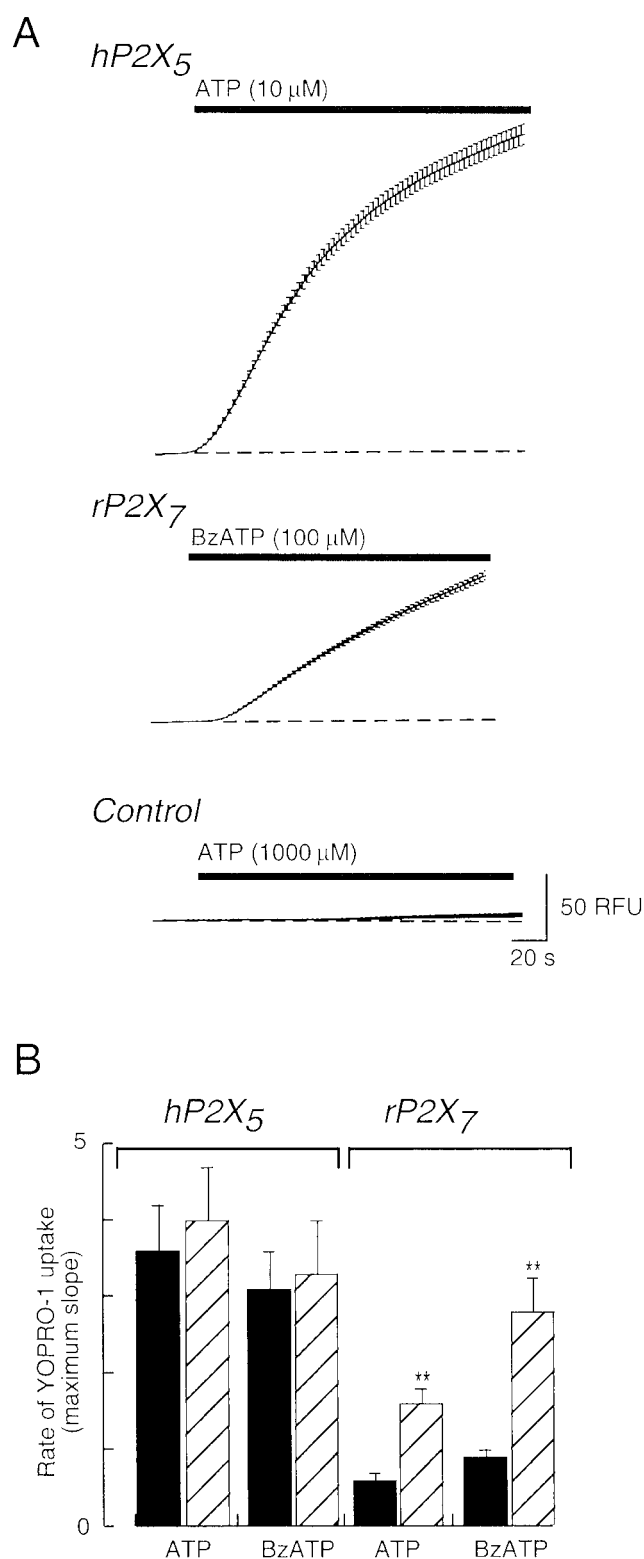 A
hP2X5
ATP (10 µM)
rP2X7
BzATP (100 µM)
Control
ATP (1000 µM)
50 RFU
20 s
B
hP2X5 rP2X7
5
** 
**
Rate of YOPRO-1 uptake
(maximum slope)
0
ATP BzATP ATP BzATP